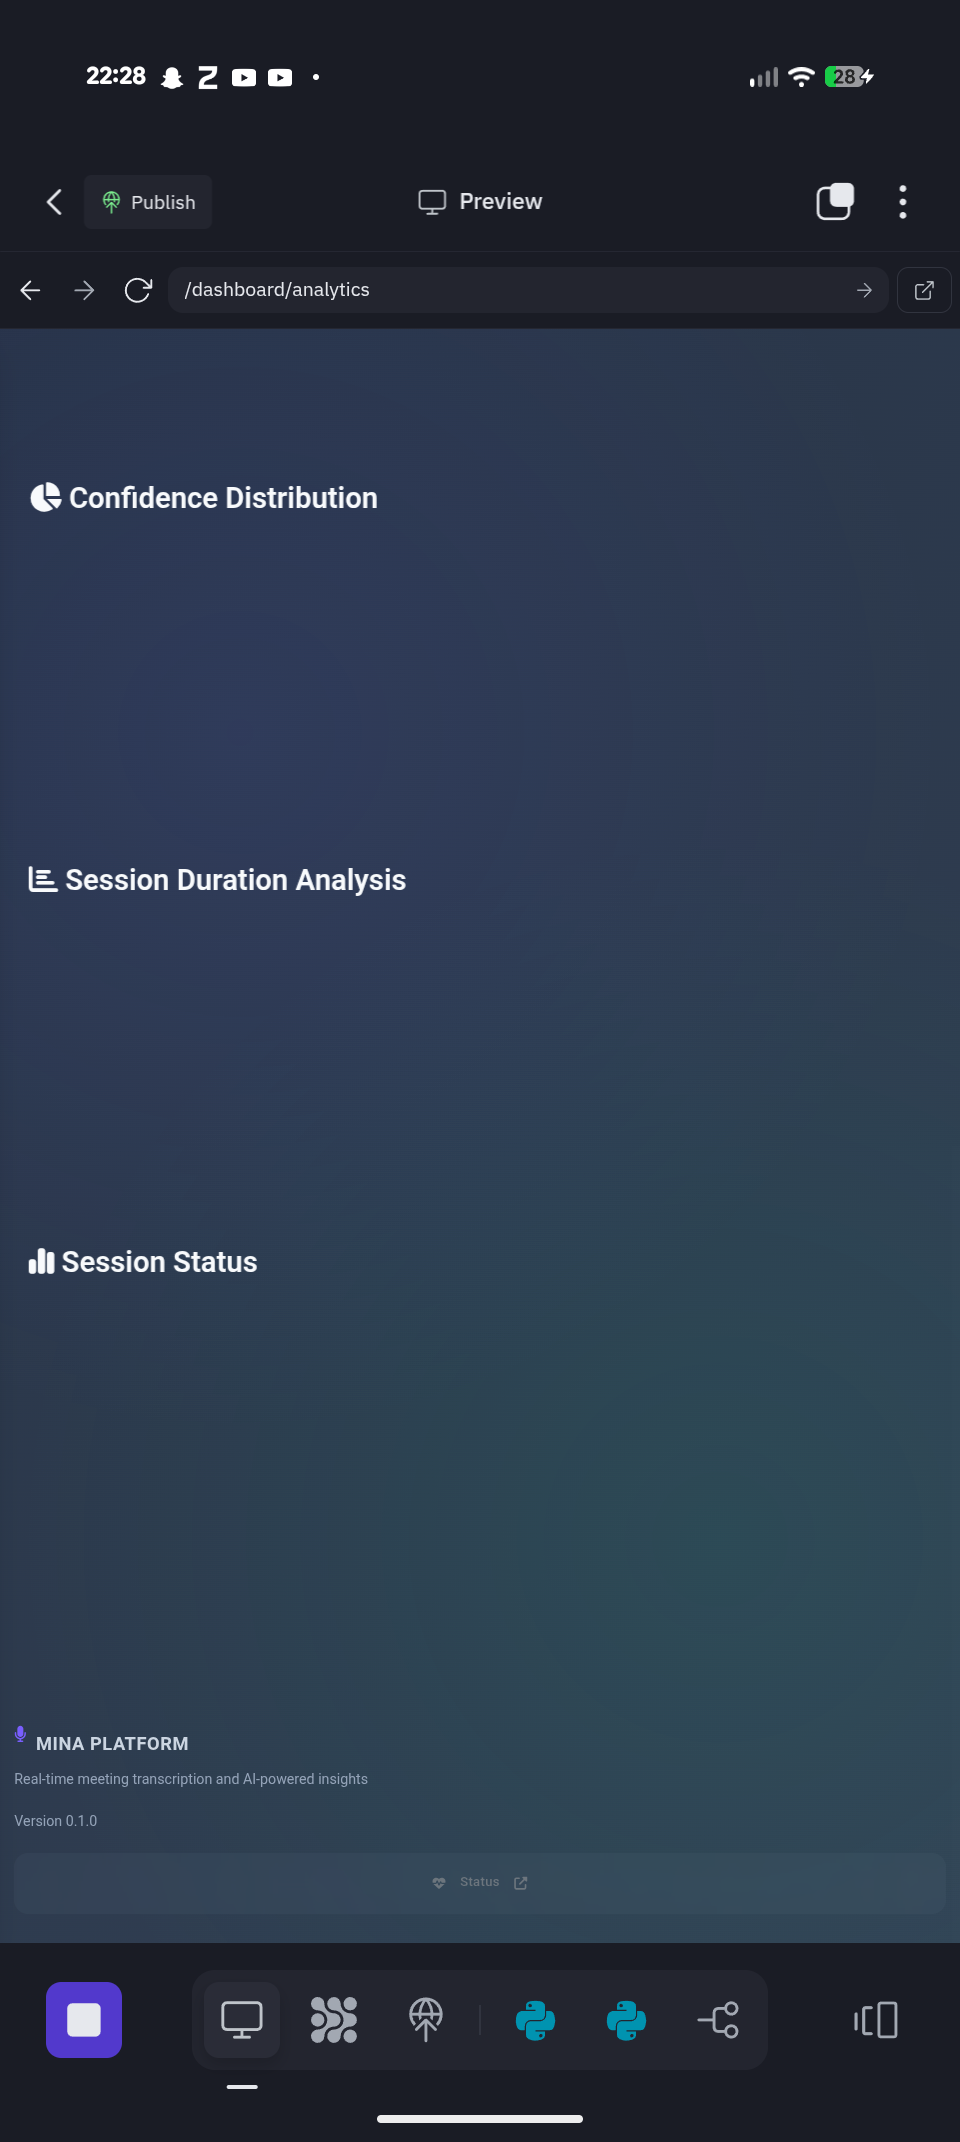 22:28
28
Publish
Preview
/dashboard/analytics
Confidence Distribution
Session Duration Analysis
Session Status
MINA PLATFORM
Real-time meeting transcription and AI-powered insights
Version 0.1.0
Status